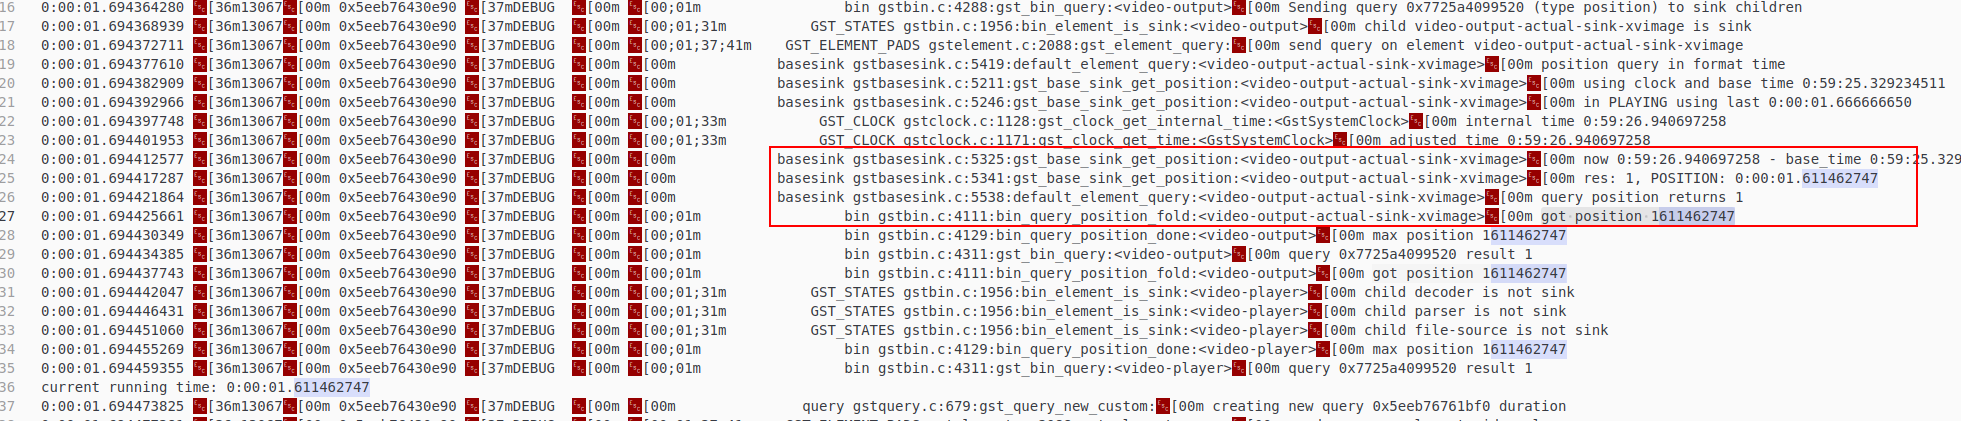 16 0:00:01.694364280 [36m13067 [00m 0x5eeb76430e90 [37mDEBUG [00m [00;01m bin gstbin.c:4288:gst_bin_query:<video-output> [00m Sending query 0x7725a4099520 (type position) to sink children
17 0:00:01.694368939 [36m13067 [00m 0x5eeb76430e90 [37mDEBUG [00m [00;01;31m GST_STATES gstbin.c:1956:bin_element_is_sink:<video-output> [00m child video-output-actual-sink-xvimage is sink
18 0:00:01.694372711 [36m13067 [00m 0x5eeb76430e90 [37mDEBUG [00m [00;01;37;41m GST_ELEMENT_PADS gstelement.c:2088:gst_element_query: [00m send query on element video-output-actual-sink-xvimage
19 0:00:01.694377610 [36m13067 [00m 0x5eeb76430e90 [37mDEBUG [00m [00m basesink gstbasesink.c:5419:default_element_query:<video-output-actual-sink-xvimage> [00m position query in format time
20 0:00:01.694382909 [36m13067 [00m 0x5eeb76430e90 [37mDEBUG [00m [00m basesink gstbasesink.c:5211:gst_base_sink_get_position:<video-output-actual-sink-xvimage> [00m using clock and base time 0:59:25.329234511
21 0:00:01.694392966 [36m13067 [00m 0x5eeb76430e90 [37mDEBUG [00m [00m basesink gstbasesink.c:5246:gst_base_sink_get_position:<video-output-actual-sink-xvimage> [00m in PLAYING using last 0:00:01.666666650
22 0:00:01.694397748 [36m13067 [00m 0x5eeb76430e90 [37mDEBUG [00m [00;01;33m GST_CLOCK gstclock.c:1128:gst_clock_get_internal_time:<GstSystemClock> [00m internal time 0:59:26.940697258
23 0:00:01.694401953 [36m13067 [00m 0x5eeb76430e90 [37mDEBUG [00m [00;01;33m GST_CLOCK gstclock.c:1171:gst_clock_get_time:<GstSystemClock> [00m adjusted time 0:59:26.940697258
24 0:00:01.694412577 [36m13067 [00m 0x5eeb76430e90 [37mDEBUG [00m [00m basesink gstbasesink.c:5325:gst_base_sink_get_position:<video-output-actual-sink-xvimage> [00m now 0:59:26.940697258 - base_time 0:59:25.329
25 0:00:01.694417287 [36m13067 [00m 0x5eeb76430e90 [37mDEBUG [00m [00m basesink gstbasesink.c:5341:gst_base_sink_get_position:<video-output-actual-sink-xvimage> [00m res: 1, POSITION: 0:00:01.611462747
26 0:00:01.694421864 [36m13067 [00m 0x5eeb76430e90 [37mDEBUG [00m [00m basesink gstbasesink.c:5538:default_element_query:<video-output-actual-sink-xvimage> [00m query position returns 1
27 0:00:01.694425661 [36m13067 [00m 0x5eeb76430e90 [37mDEBUG [00m [00;01m bin gstbin.c:4111:bin_query_position_fold:<video-output-actual-sink-xvimage> [00m got position 1611462747
28 0:00:01.694430349 [36m13067 [00m 0x5eeb76430e90 [37mDEBUG [00m [00;01m bin gstbin.c:4129:bin_query_position_done:<video-output> [00m max position 1611462747
29 0:00:01.694434385 [36m13067 [00m 0x5eeb76430e90 [37mDEBUG [00m [00;01m bin gstbin.c:4311:gst_bin_query:<video-output> [00m query 0x7725a4099520 result 1
30 0:00:01.694437743 [36m13067 [00m 0x5eeb76430e90 [37mDEBUG [00m [00;01m bin gstbin.c:4111:bin_query_position_fold:<video-output> [00m got position 1611462747
31 0:00:01.694442047 [36m13067 [00m 0x5eeb76430e90 [37mDEBUG [00m [00;01;31m GST_STATES gstbin.c:1956:bin_element_is_sink:<video-player> [00m child decoder is not sink
32 0:00:01.694446431 [36m13067 [00m 0x5eeb76430e90 [37mDEBUG [00m [00;01;31m GST_STATES gstbin.c:1956:bin_element_is_sink:<video-player> [00m child parser is not sink
33 0:00:01.694451060 [36m13067 [00m 0x5eeb76430e90 [37mDEBUG [00m [00;01;31m GST_STATES gstbin.c:1956:bin_element_is_sink:<video-player> [00m child file-source is not sink
34 0:00:01.694455269 [36m13067 [00m 0x5eeb76430e90 [37mDEBUG [00m [00;01m bin gstbin.c:4129:bin_query_position_done:<video-player> [00m max position 1611462747
35 0:00:01.694459355 [36m13067 [00m 0x5eeb76430e90 [37mDEBUG [00m [00;01m bin gstbin.c:4311:gst_bin_query:<video-player> [00m query 0x7725a4099520 result 1
36 current running time: 0:00:01.611462747
37 0:00:01.694473825 [36m13067 [00m 0x5eeb76430e90 [37mDEBUG [00m [00m query gstquery.c:679:gst_query_new_custom: [00m creating new query 0x5eeb76761bf0 duration